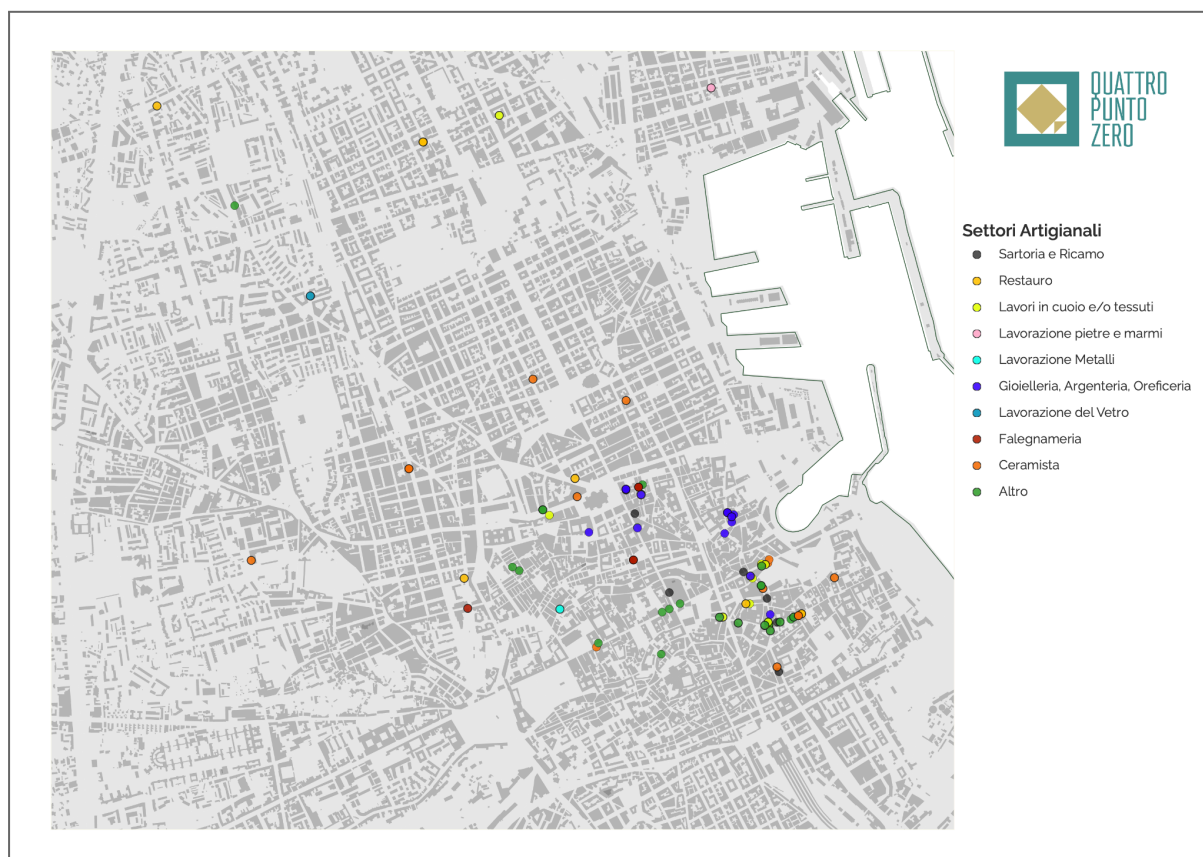 QUATTRO
PUNTO
ZERO
Settori Artigianali
Sartoria e Ricamo
Restauro
Lavori in cuoio e/o tessuti
Lavorazione pietre e marmi
Lavorazione Metalli
Gioielleria, Argenteria, Oreficeria
Lavorazione del Vetro
Falegnameria
Ceramista
Altro